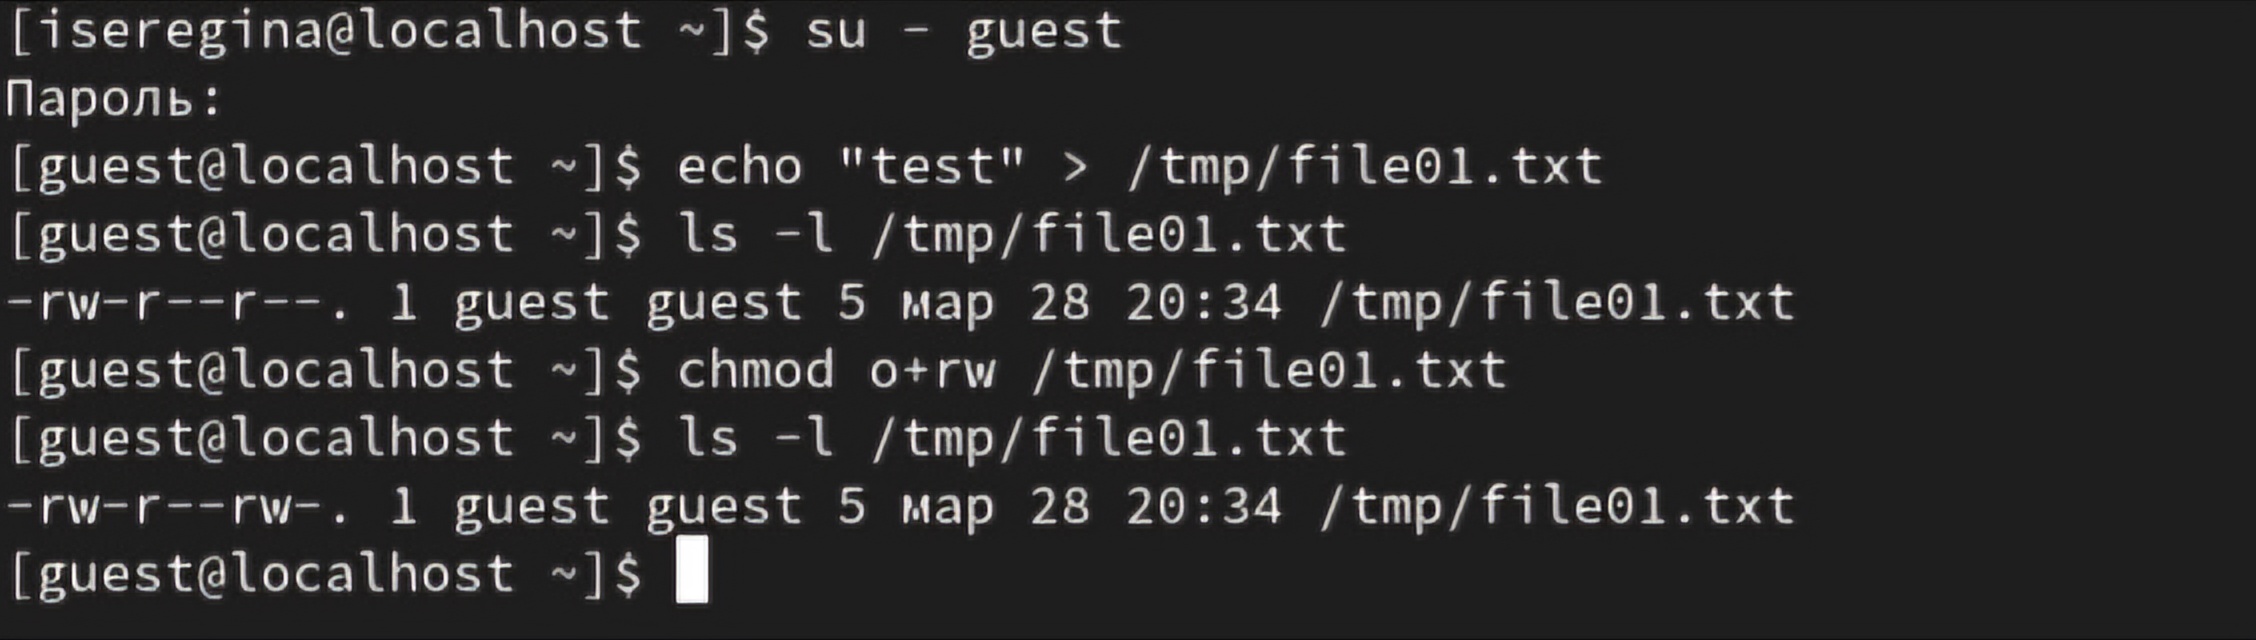 [iseregina@localhost ~]$ su - guest
Пароль:
[guest@localhost ~]$ echo "test" > /tmp/file01.txt
[guest@localhost ~]$ ls -l /tmp/file01.txt
-rw-r--r--. 1 guest guest 5 мар 28 20:34 /tmp/file01.txt
[guest@localhost ~]$ chmod o+rw /tmp/file01.txt
[guest@localhost ~]$ ls -l /tmp/file01.txt
-rw-r--rw-. 1 guest guest 5 мар 28 20:34 /tmp/file01.txt
[guest@localhost ~]$